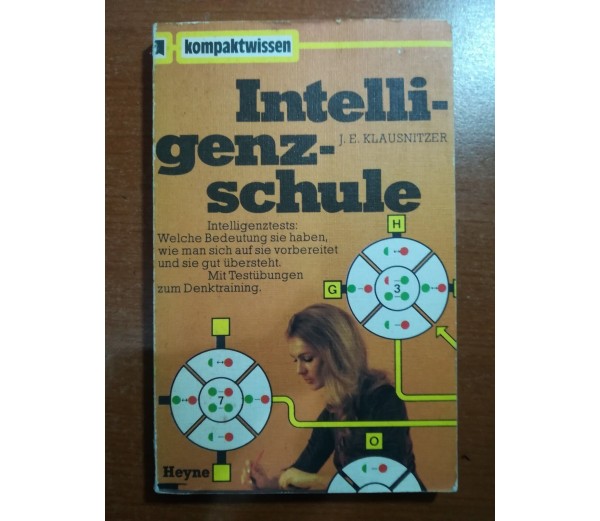 kompaktwissen
Intelli-
J. E. KLAUSNITZER
genz-
schule
Intelligenztests:
Welche Bedeutung sie haben,
wie man sich auf sie vorbereitet
und sie gut übersteht.
Mit Testübungen
zum Denktraining.
H
G
3
7
O
Heyne